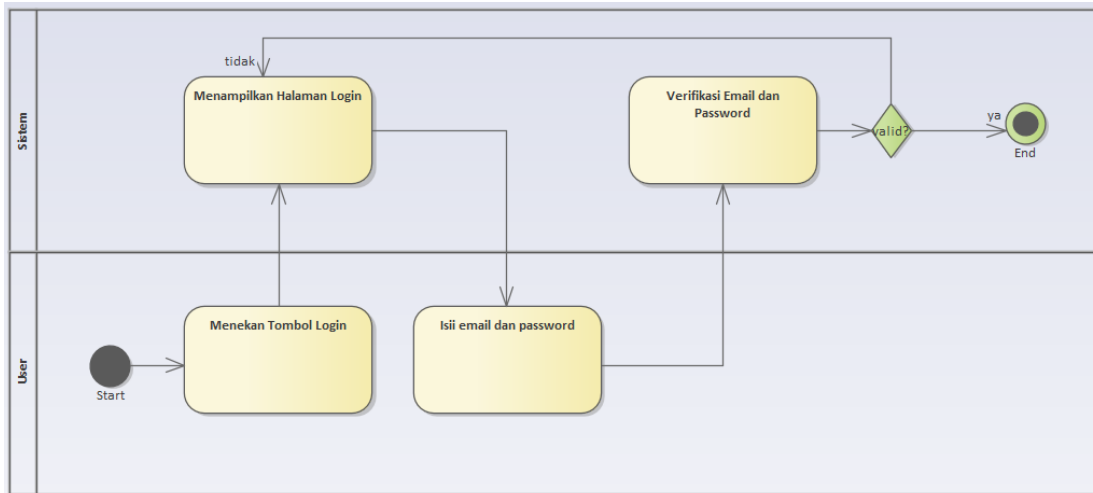 Sistem
tidak
Menampilkan Halaman Login
Verifikasi Email dan
Password
valid?
ya
End
User
Menekan Tombol Login
Isii email dan password
Start